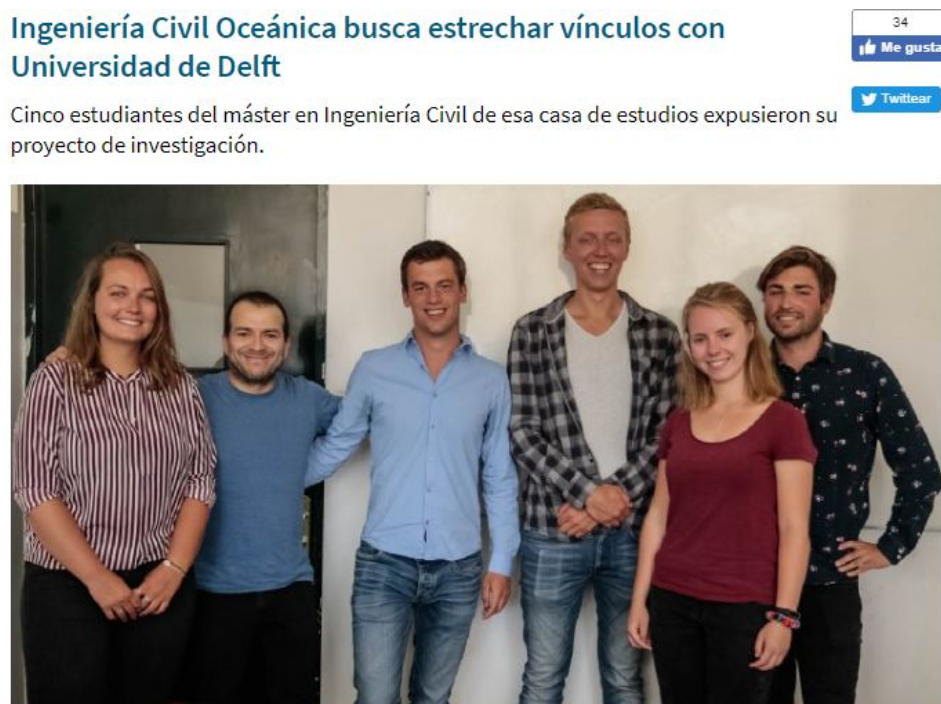 Ingeniería Civil Oceánica busca estrechar vínculos con
Universidad de Delft
34
Me gusta
Twittear
Cinco estudiantes del máster en Ingeniería Civil de esa casa de estudios expusieron su
proyecto de investigación.